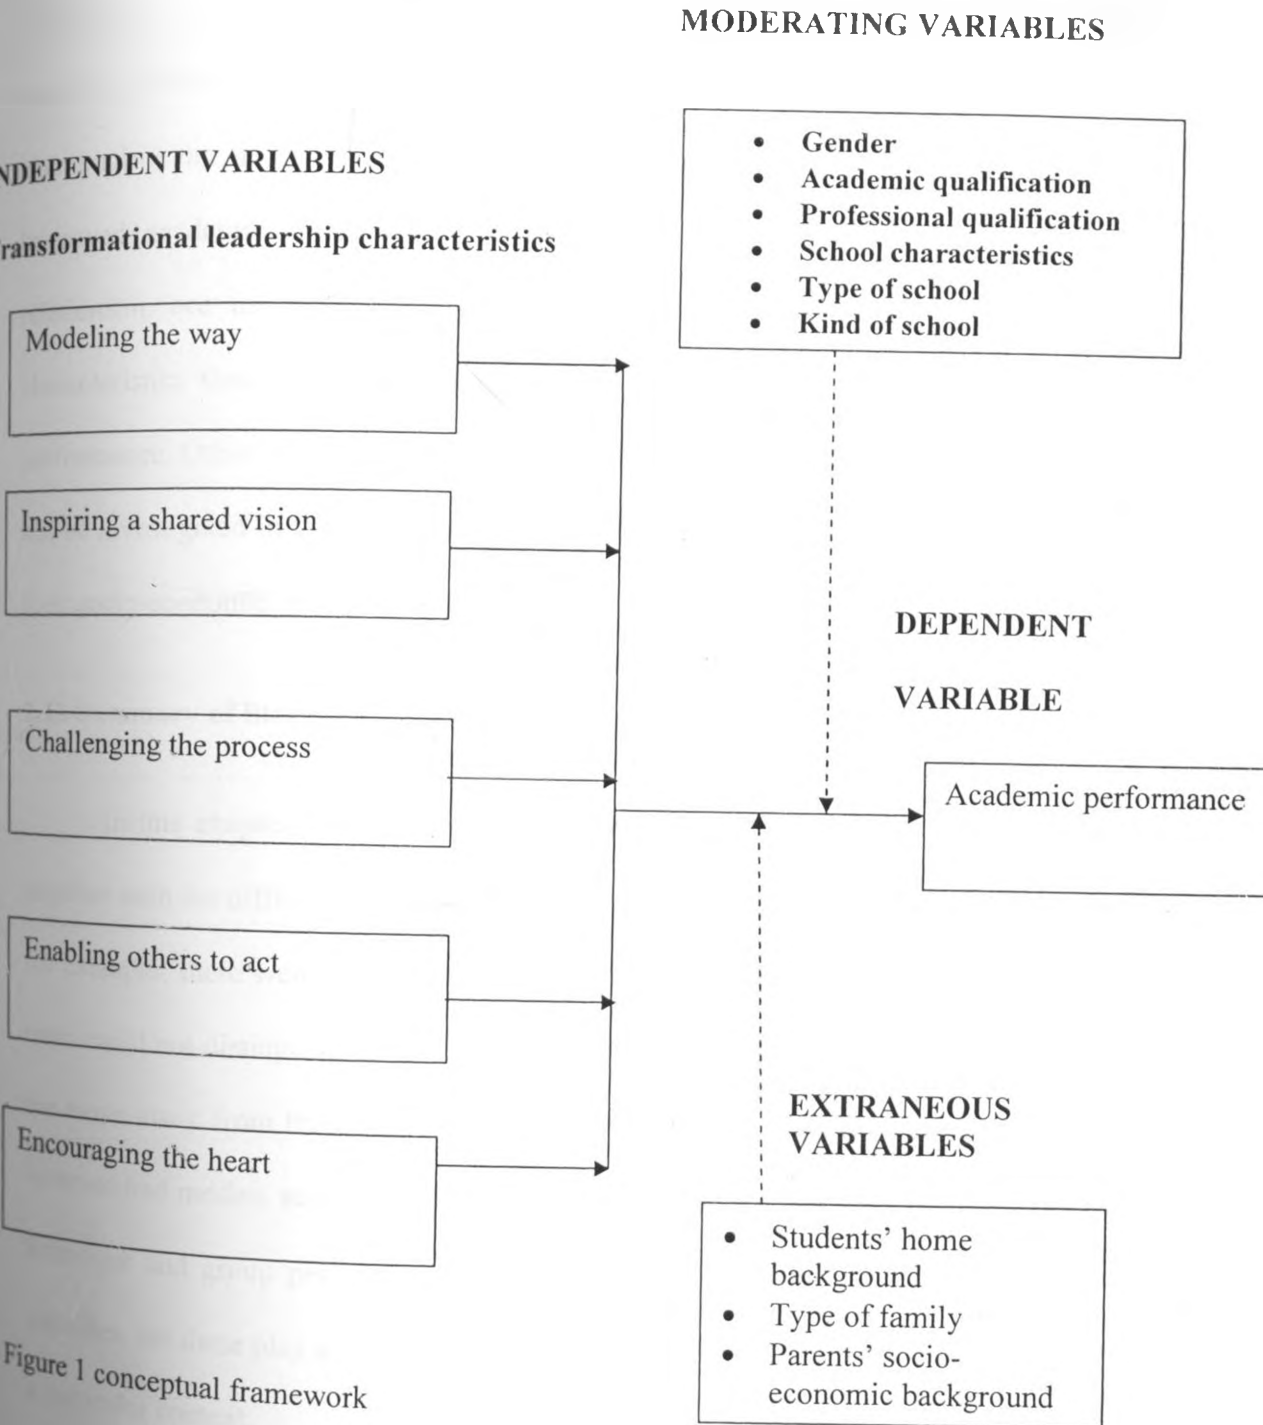 MODERATING VARIABLES
• Gender
• Academic qualification
• Professional qualification
• School characteristics
• Type of school
• Kind of school
NDEPENDENT VARIABLES
ransformational leadership characteristics
Modeling the way
Inspiring a shared vision
Challenging the process
Enabling others to act
Encouraging the heart
DEPENDENT
VARIABLE
Academic performance
EXTRANEOUS
VARIABLES
• Students' home
background
• Type of family
• Parents' socio-
economic background
Figure 1 conceptual framework